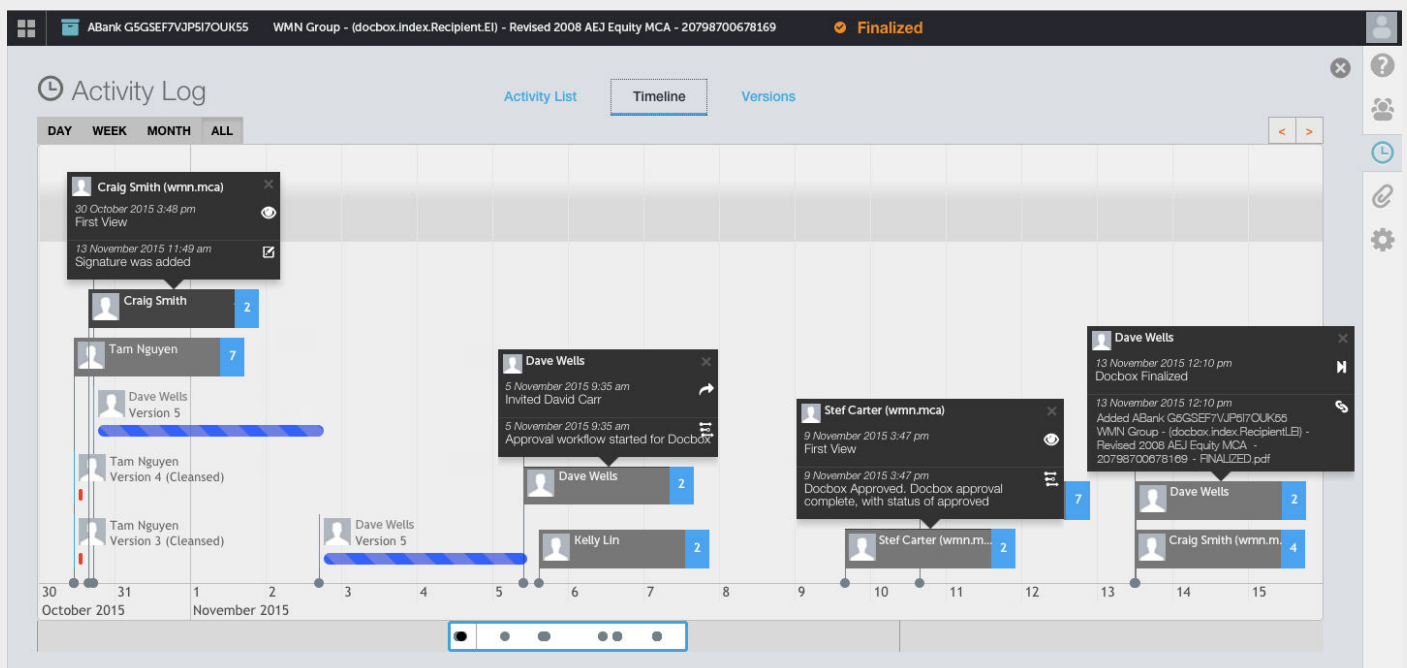 ABank G5GSEF7VJP5I7OUK55 WMN Group - (docbox.index.Recipient.EI) - Revised 2008 AEJ Equity MCA - 20798700678169 Finalized
Activity Log
Activity List Timeline Versions
DAY WEEK MONTH ALL
< >
Craig Smith (wmn.mca)
30 October 2015 3:48 pm
First View
13 November 2015 11:49 am
Signature was added
Craig Smith
2
Tam Nguyen
7
Dave Wells
Version 5
Tam Nguyen
Version 4 (Cleansed)
Tam Nguyen
Version 3 (Cleansed)
Dave Wells
Version 5
Dave Wells
5 November 2015 9:35 am
Invited David Carr
5 November 2015 9:35 am
Approval workflow started for Docbox
Dave Wells
2
Kelly Lin
2
Stef Carter (wmn.mca)
9 November 2015 3:47 pm
First View
9 November 2015 3:47 pm
Docbox Approved. Docbox approval
complete, with status of approved
7
Stef Carter (wmn.m...
2
Dave Wells
13 November 2015 12:10 pm
Docbox Finalized
13 November 2015 12:10 pm
Added ABank G5GSEF7VJP5I7OUK55
WMN Group - (docbox.index.RecipientLEI) -
Revised 2008 AEJ Equity MCA -
20798700678169 - FINALIZED.pdf
Dave Wells
2
Craig Smith (wmn.m.
4
30 31 1 2 3 4 5 6 7 8 9 10 11 12 13 14 15
October 2015 November 2015